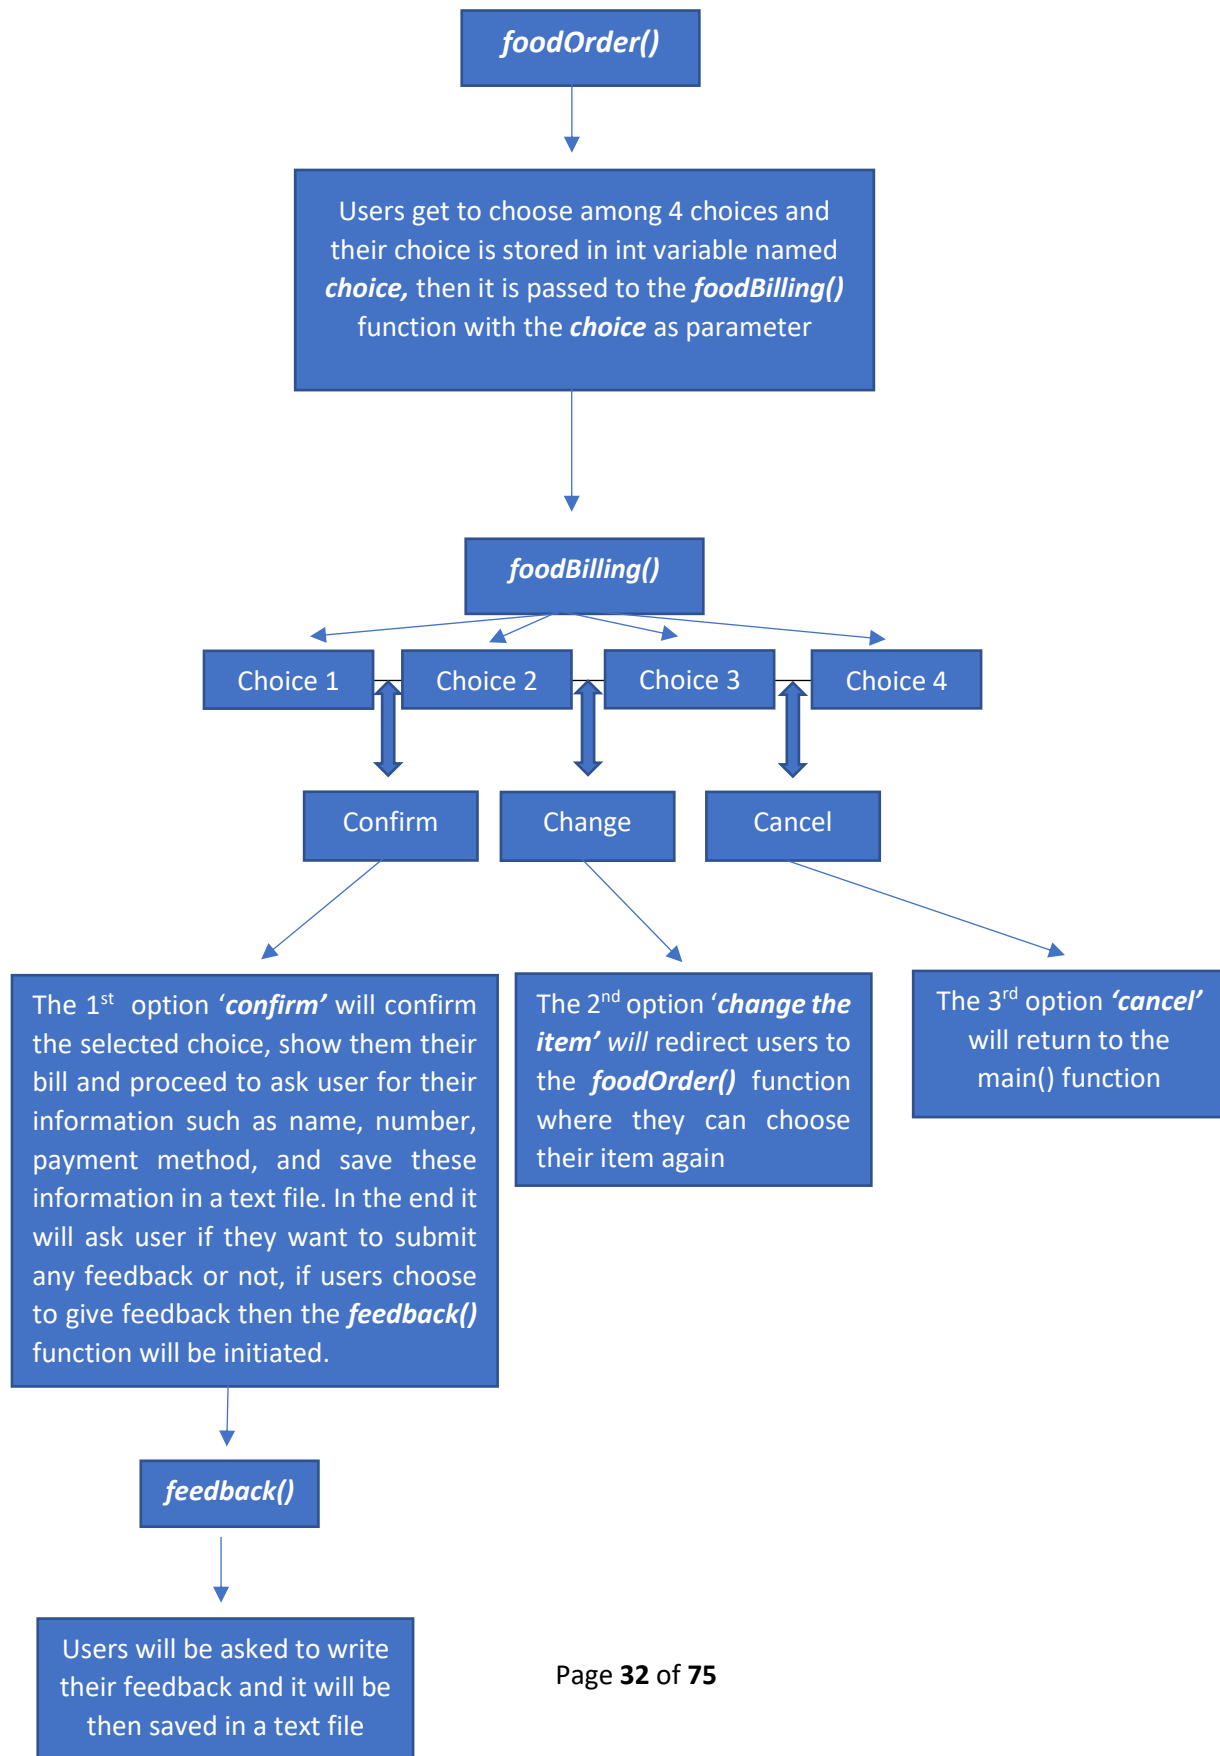 foodOrder()
Users get to choose among 4 choices and
their choice is stored in int variable named
choice, then it is passed to the foodBilling()
function with the choice as parameter
foodBilling()
Choice 1
Choice 2
Choice 3
Choice 4
Confirm
Change
Cancel
The 1st option ‘confirm’ will confirm
the selected choice, show them their
bill and proceed to ask user for their
information such as name, number,
payment method, and save these
information in a text file. In the end it
will ask user if they want to submit
any feedback or not, if users choose
to give feedback then the feedback()
function will be initiated.
The 2nd option ‘change the
item’ will redirect users to
the foodOrder() function
where they can choose
their item again
The 3rd option ‘cancel’
will return to the
main() function
feedback()
Users will be asked to write
their feedback and it will be
then saved in a text file
Page 32 of 75